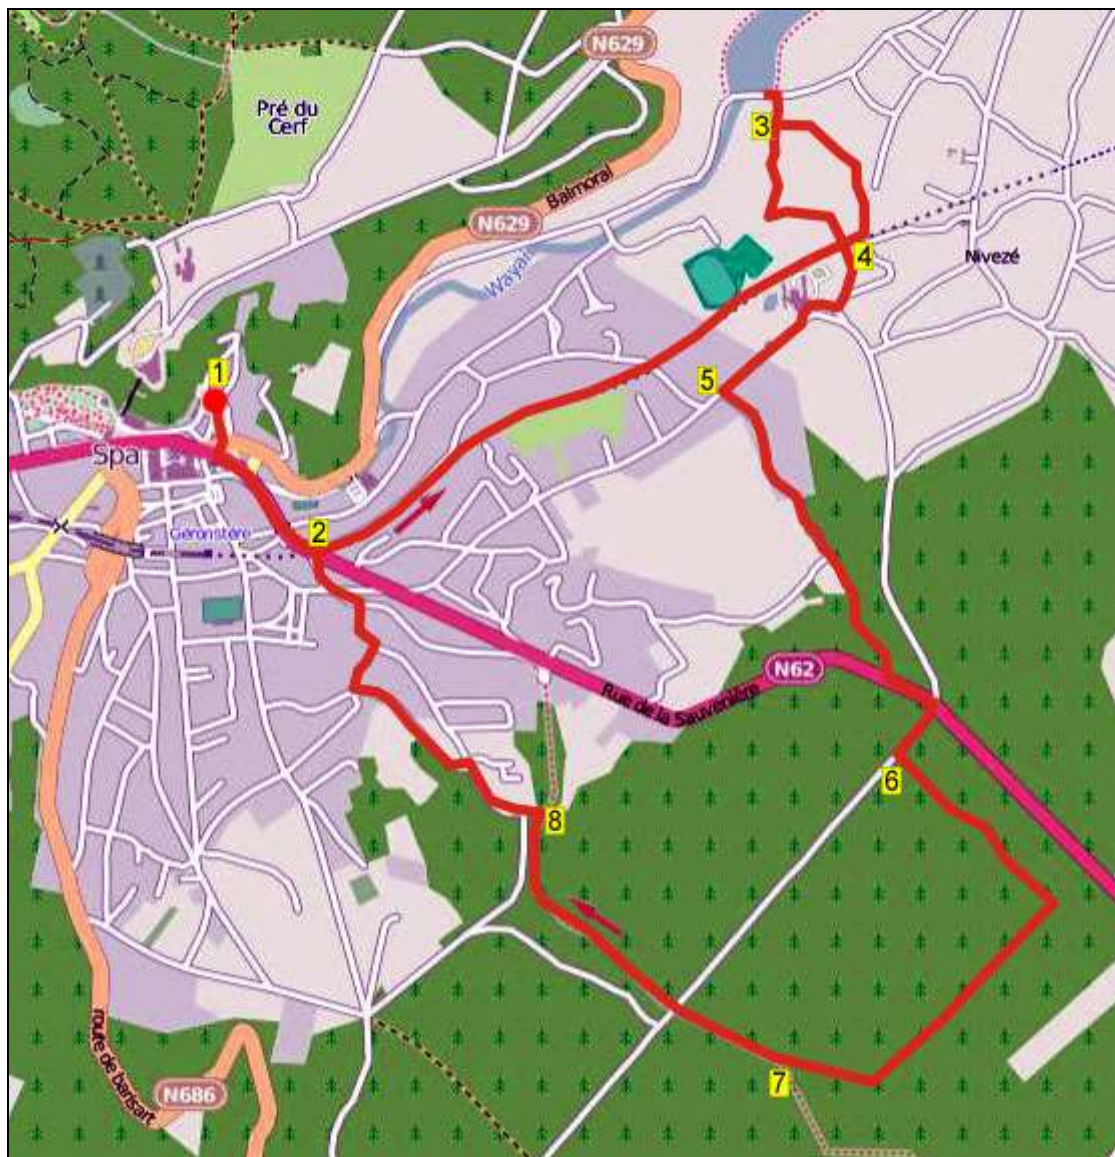 N629
Pré du
Cerf
3
Balmoral
N629
Wayai
4
Nivezé
1
5
Spa
2
Géronstère
N62
Rue de la Sauvenière
6
8
7
route de barisart
N686